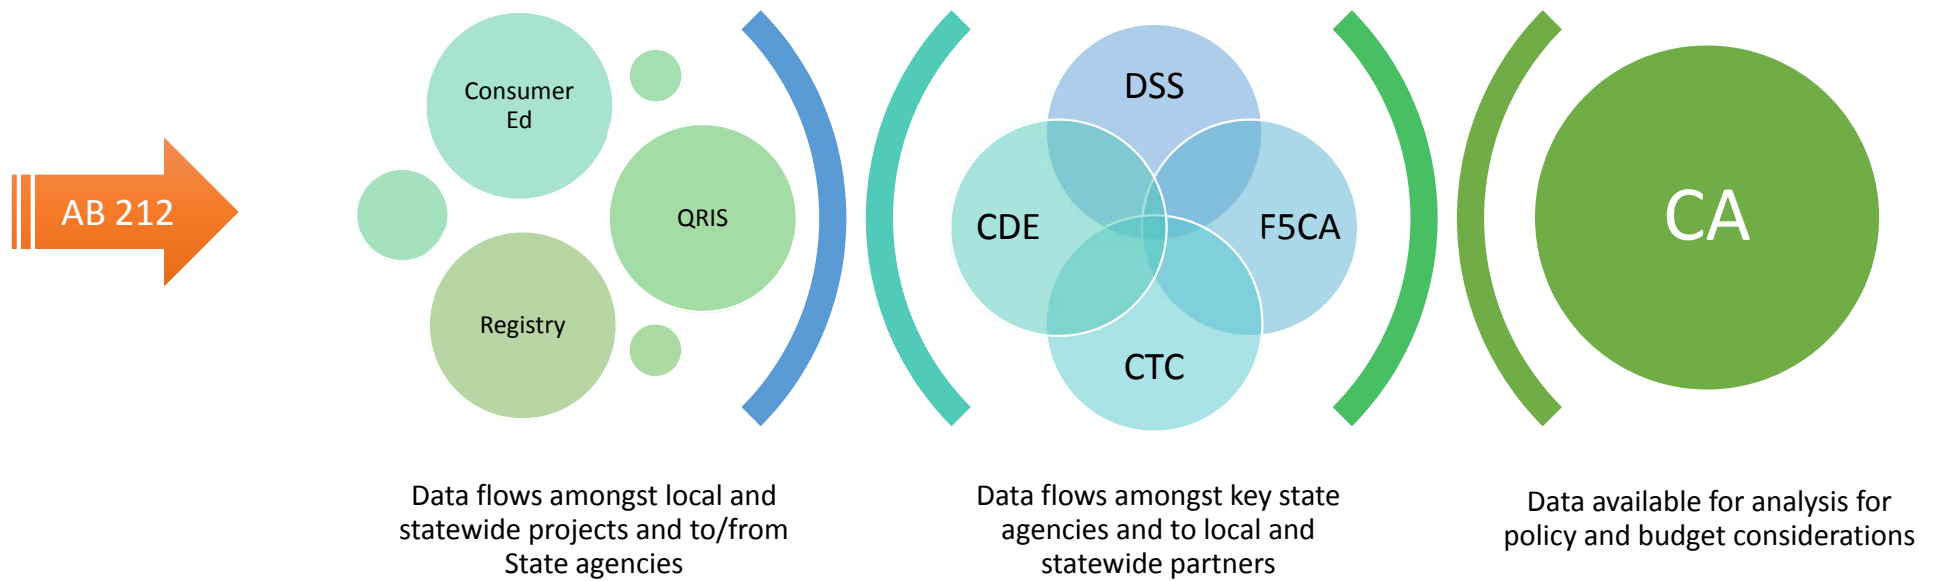 AB 212
Consumer
Ed
QRIS
Registry
DSS
CDE
F5CA
CTC
CA
Data flows amongst local and
statewide projects and to/from
State agencies
Data flows amongst key state
agencies and to local and
statewide partners
Data available for analysis for
policy and budget considerations